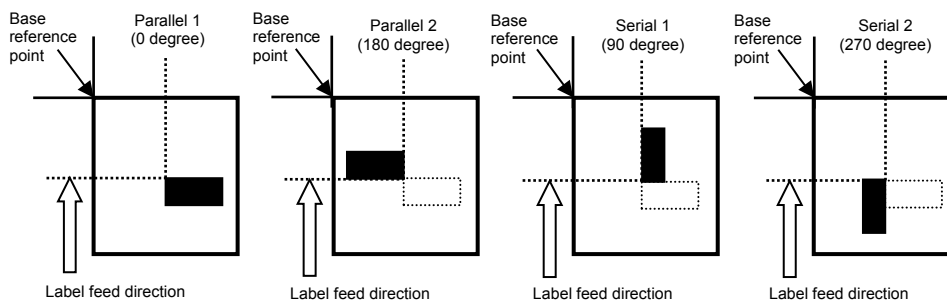 Base
reference
point
Parallel 1
(0 degree)
Label feed direction
Base
reference
point
Parallel 2
(180 degree)
Label feed direction
Base
reference
point
Serial 1
(90 degree)
Label feed direction
Base
reference
point
Serial 2
(270 degree)
Label feed direction